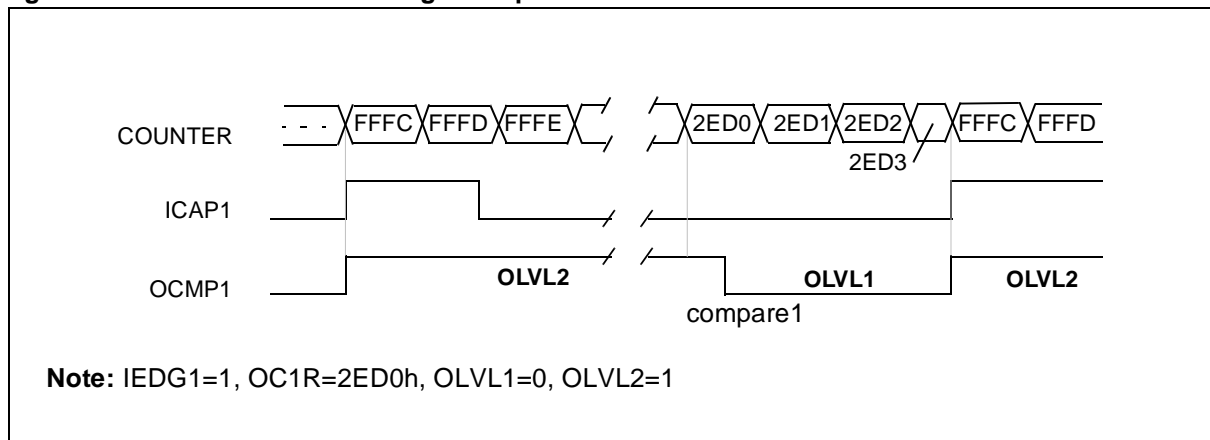 COUNTER - - - FFFC FFFD FFFE 2ED0 2ED1 2ED2 FFFC FFFD
2ED3
ICAP1
OCMP1 OLVL2 OLVL1 OLVL2
compare1
Note: IEDG1=1, OC1R=2ED0h, OLVL1=0, OLVL2=1